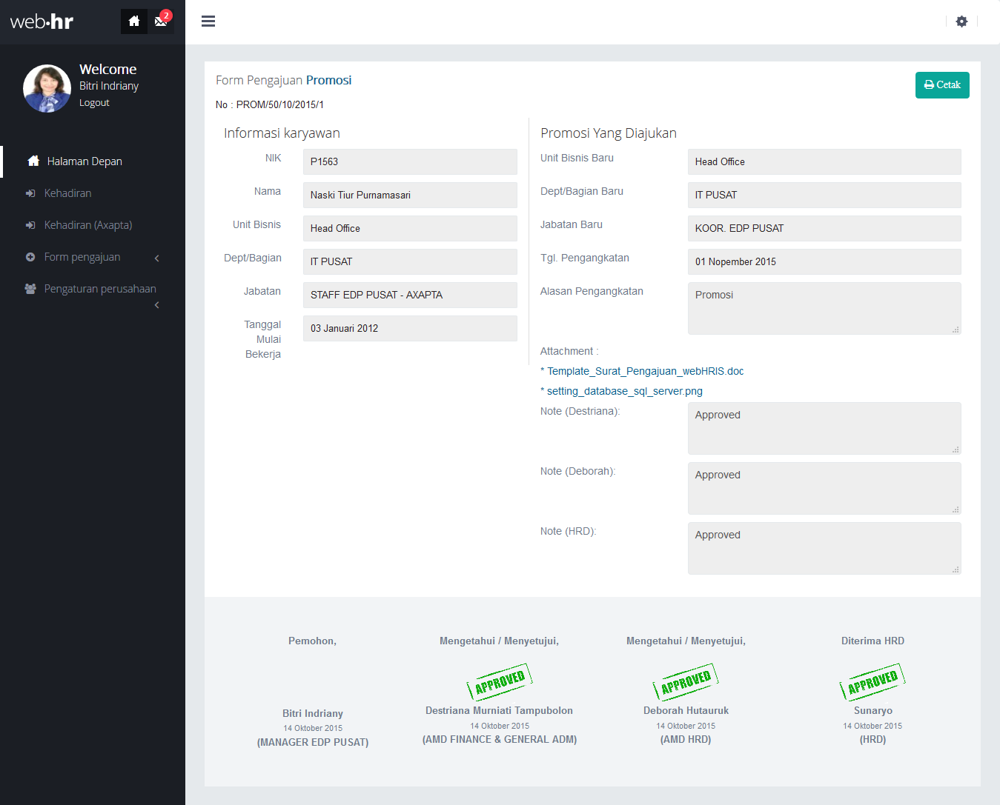 web·hr
2
Welcome
Bitri Indriany
Logout
Halaman Depan
Kehadiran
Kehadiran (Axapta)
Form pengajuan
Pengaturan perusahaan
Form Pengajuan Promosi
Cetak
No : PROM/50/10/2015/1
Informasi karyawan
NIK P1563
Nama Naski Tiur Purnamasari
Unit Bisnis Head Office
Dept/Bagian IT PUSAT
Jabatan STAFF EDP PUSAT - AXAPTA
Tanggal 03 Januari 2012
Mulai
Bekerja
Promosi Yang Diajukan
Unit Bisnis Baru Head Office
Dept/Bagian Baru IT PUSAT
Jabatan Baru KOOR. EDP PUSAT
Tgl. Pengangkatan 01 Nopember 2015
Alasan Pengangkatan Promosi
Attachment :
* Template_Surat_Pengajuan_webHRIS.doc
* setting_database_sql_server.png
Note (Destriana): Approved
Note (Deborah): Approved
Note (HRD): Approved
Pemohon,
Bitri Indriany
14 Oktober 2015
(MANAGER EDP PUSAT)
Mengetahui / Menyetujui,
APPROVED
Destriana Murniati Tampubolon
14 Oktober 2015
(AMD FINANCE & GENERAL ADM)
Mengetahui / Menyetujui,
APPROVED
Deborah Hutauruk
14 Oktober 2015
(AMD HRD)
Diterima HRD
APPROVED
Sunaryo
14 Oktober 2015
(HRD)